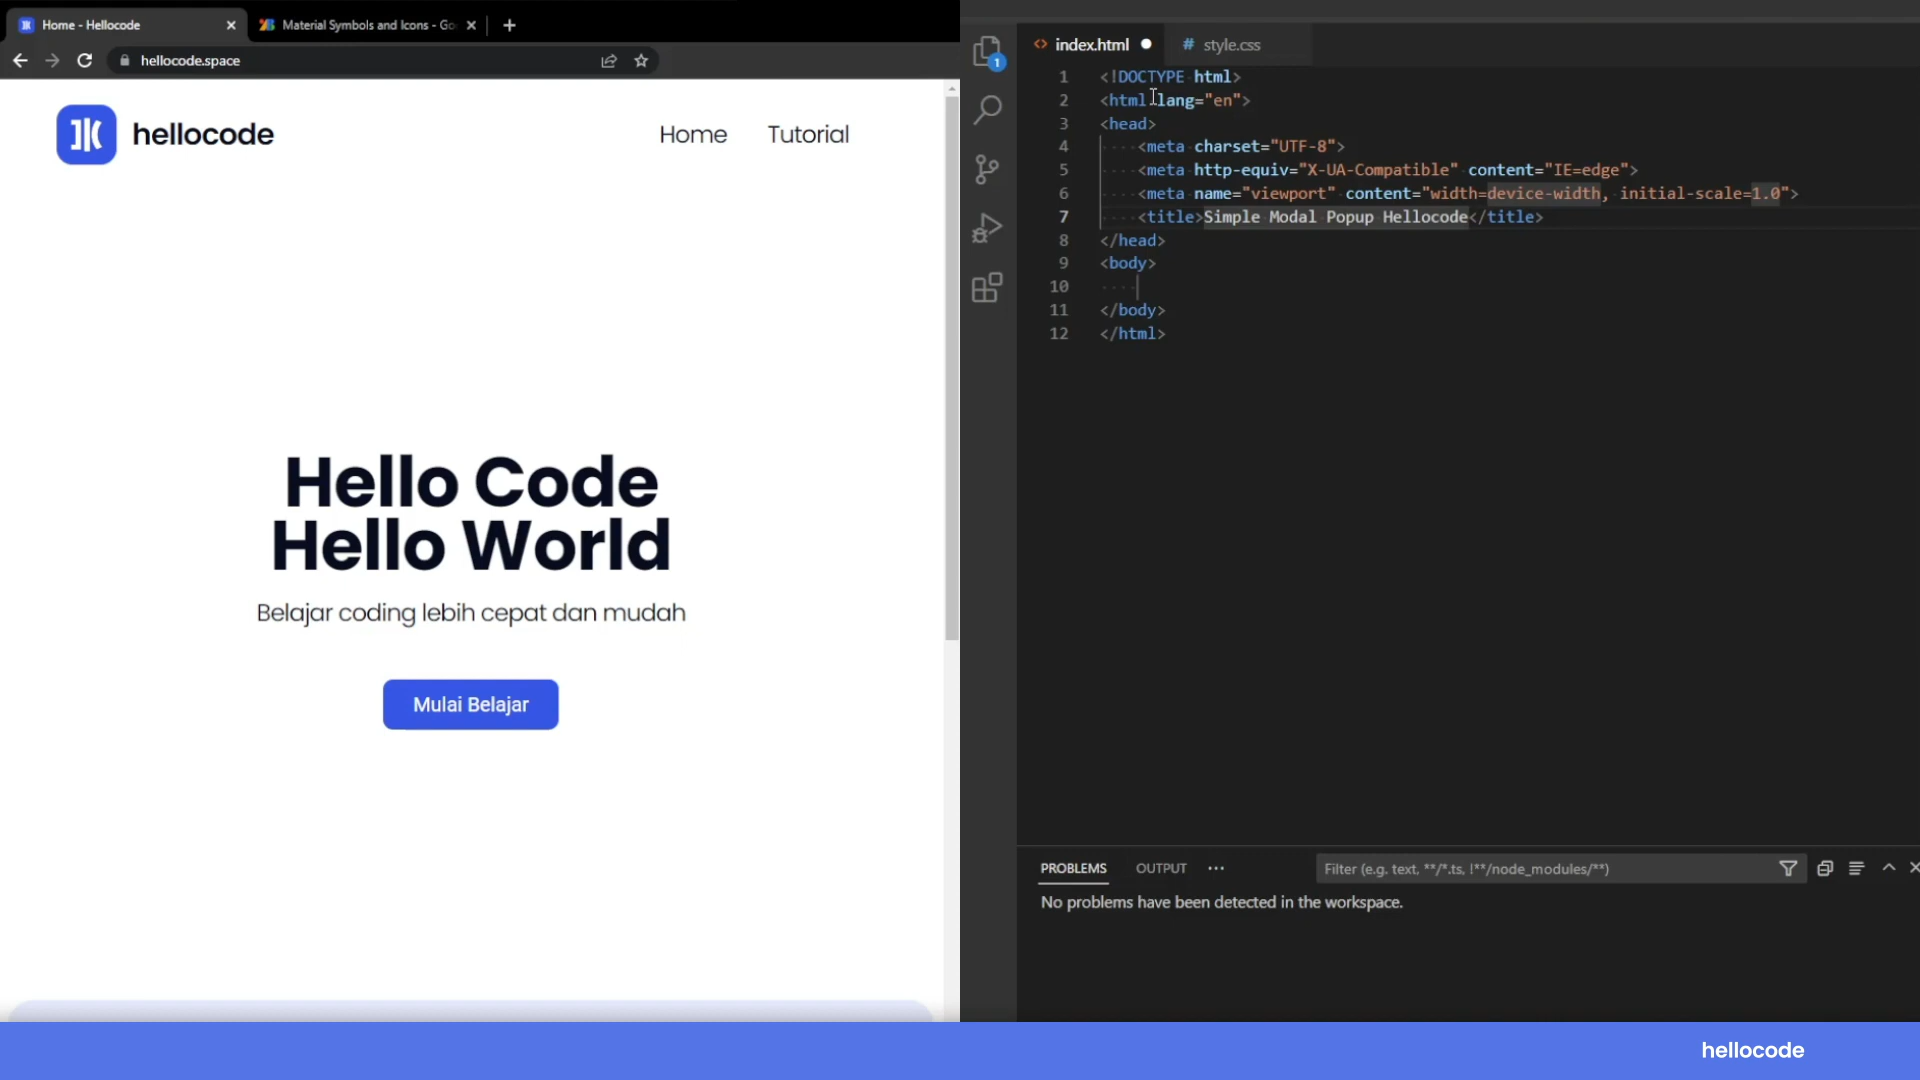 Home - Hellocode
Material Symbols and Icons - Go
hellocode.space
hellocode
Home
Tutorial
Hello Code
Hello World
Belajar coding lebih cepat dan mudah
Mulai Belajar
1
index.html
# style.css
1 <!DOCTYPE html>
2 <html lang="en">
3 <head>
4 <meta charset="UTF-8">
5 <meta http-equiv="X-UA-Compatible" content="IE=edge">
6 <meta name="viewport" content="width=device-width, initial-scale=1.0">
7 <title>Simple Modal Popup Hellocode</title>
8 </head>
9 <body>
10
11 </body>
12 </html>
PROBLEMS
OUTPUT
Filter (e.g. text, **/*.ts, !**/node_modules/**)
No problems have been detected in the workspace.
hellocode